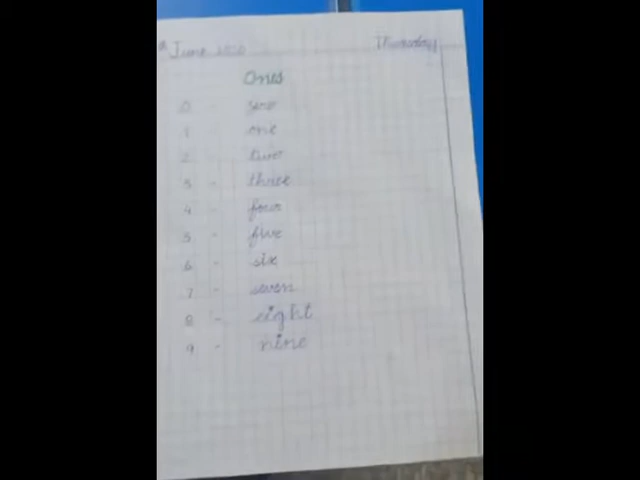 June 2020 Thursday
Ones
0 - zero
1 - one
2 - two
3 - three
4 - four
5 - five
6 - six
7 - seven
8 - eight
9 - nine